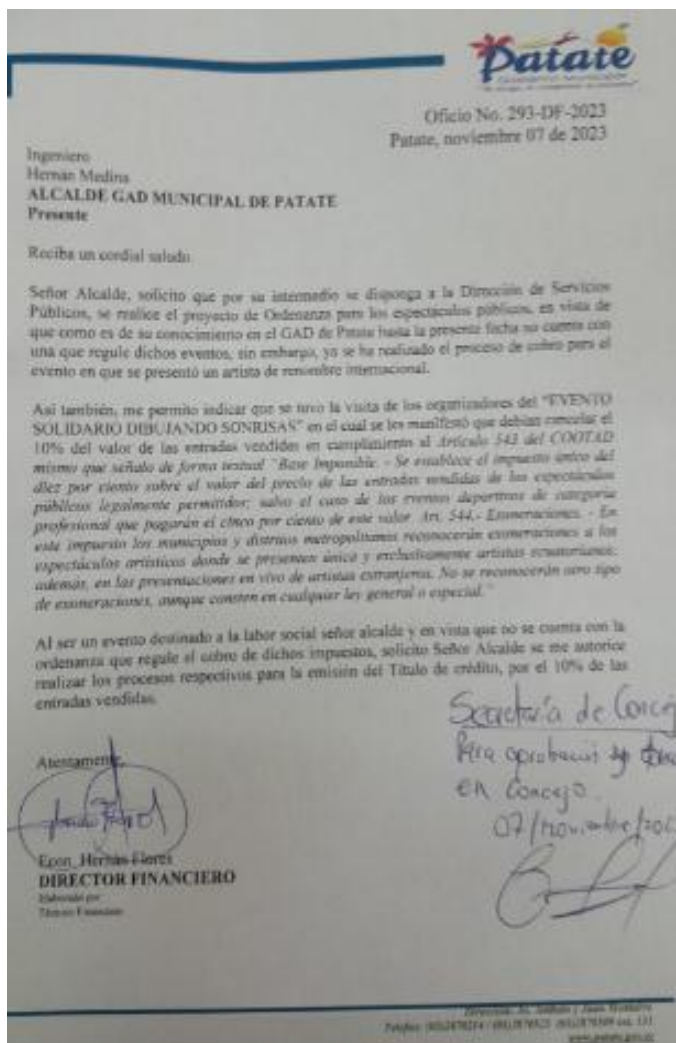 Patate
Oficio No. 293-DF-2023
Patate, noviembre 07 de 2023
Ingeniero
Hernán Medina
ALCALDE GAD MUNICIPAL DE PATATE
Presente
Reciba un cordial saludo.
Señor Alcalde, solicito que por su intermedio se disponga a la Dirección de Servicios
Públicos, se realice el proyecto de Ordenanza para los espectáculos públicos, en vista de
que como es de su conocimiento en el GAD de Patate hasta la presente fecha no cuenta con
una que regule dichos eventos, sin embargo, ya se ha realizado el proceso de cobro para el
evento en que se presentó un artista de renombre internacional.
Así también, me permito indicar que se tuvo la visita de los organizadores del "EVENTO
SOLIDARIO DIBUJANDO SONRISAS" en el cual se les manifestó que debían cancelar el
10% del valor de las entradas vendidas en cumplimiento al Artículo 543 del COOTAD
mismo que señala de forma textual "Base Imponible. - Se establece el impuesto único del
diez por ciento sobre el valor del precio de las entradas vendidas de los espectáculos
públicos legalmente permitidos; salvo el caso de los eventos deportivos de categoría
profesional que pagarán el cinco por ciento de este valor. Art. 544.- Exoneraciones. - En
este impuesto los municipios y distritos metropolitanos reconocerán exoneraciones a los
espectáculos artísticos donde se presenten única y exclusivamente artistas ecuatorianos;
además, en las presentaciones en vivo de artistas extranjeros. No se reconocerán otro tipo
de exoneraciones, aunque consten en cualquier ley general o especial."
Al ser un evento destinado a la labor social señor alcalde y en vista que no se cuenta con la
ordenanza que regule el cobro de dichos impuestos, solicito Señor Alcalde se me autorice
realizar los procesos respectivos para la emisión del Título de crédito, por el 10% de las
entradas vendidas.
Secretaría de Concej
Para aprobació
en Concejo.
07/noviembre/202
Atentamente,
Econ. Hernán Flores
DIRECTOR FINANCIERO
Elaborado por:
Técnico Financiero
www.patate.gob.ec